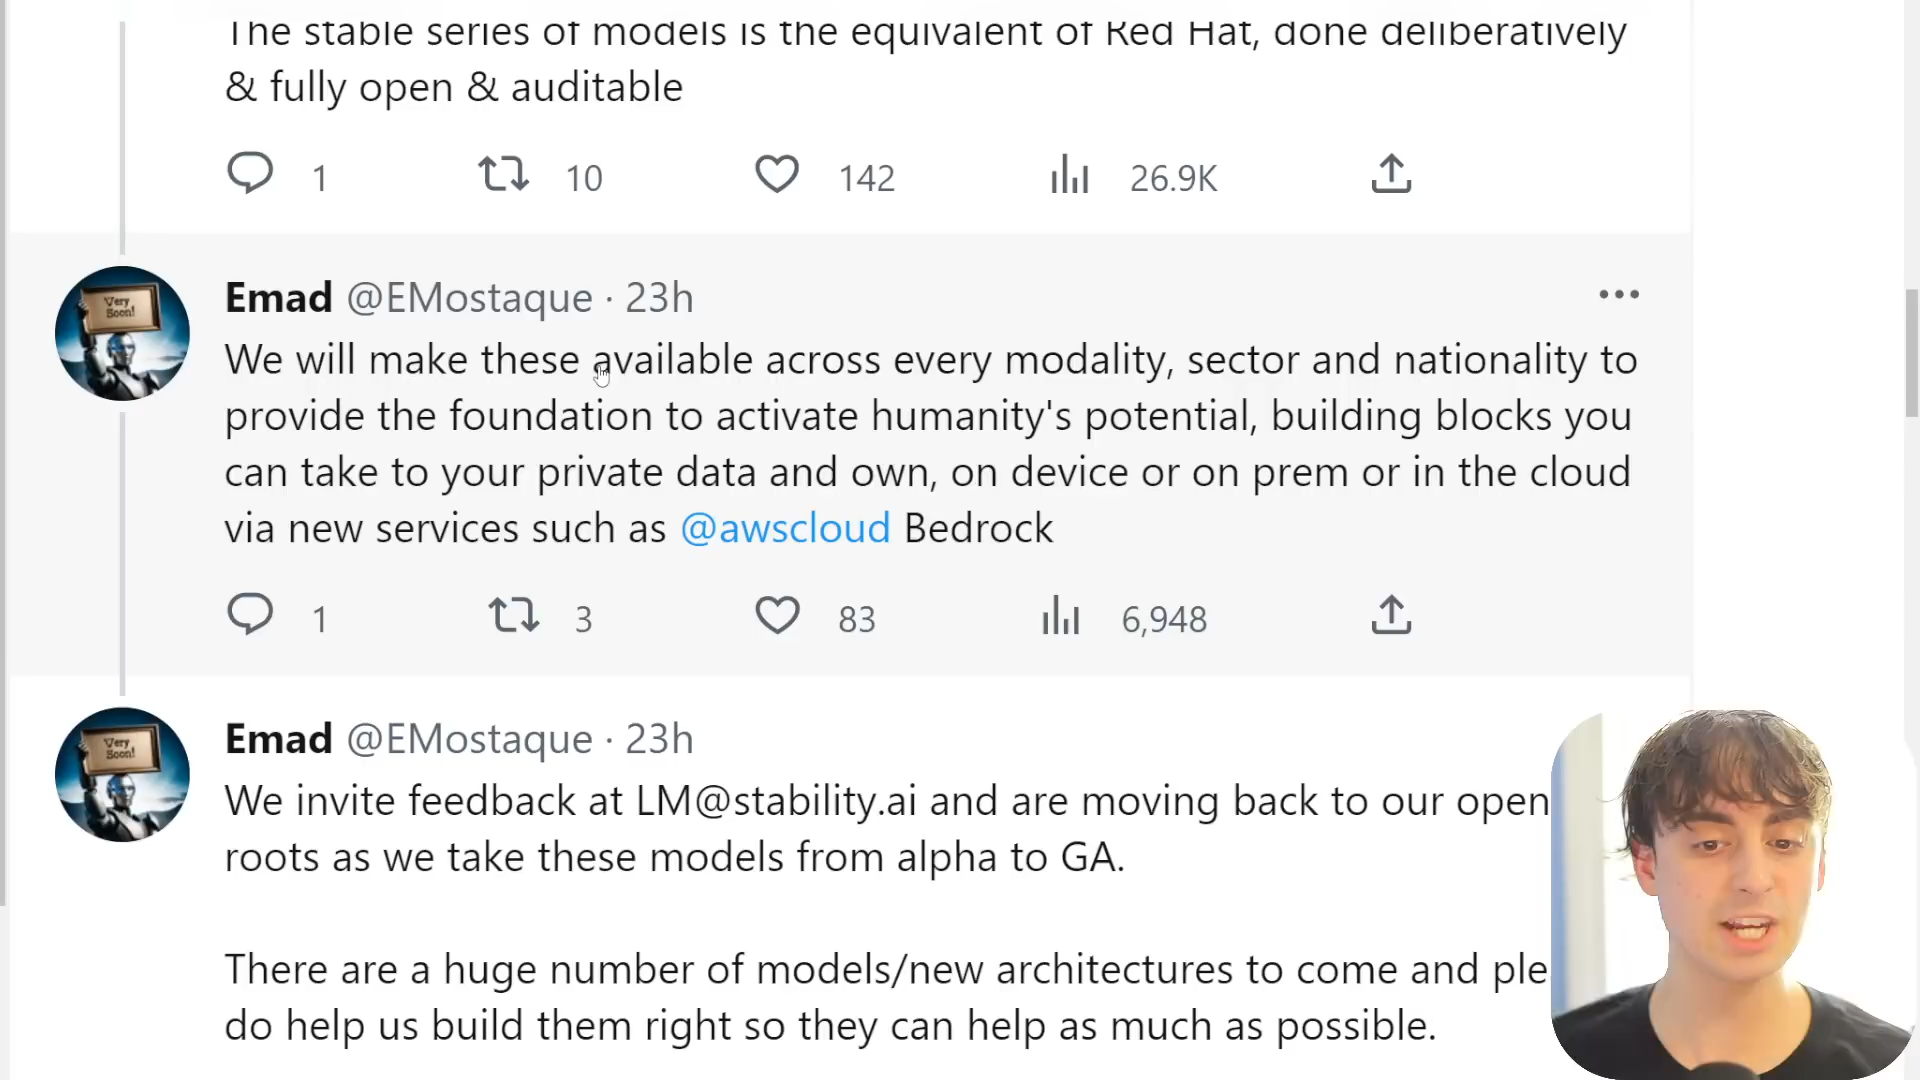 The stable series of models is the equivalent of Red Hat, done deliberatively
& fully open & auditable
1 10 142 26.9K
Emad @EMostaque · 23h
We will make these available across every modality, sector and nationality to
provide the foundation to activate humanity's potential, building blocks you
can take to your private data and own, on device or on prem or in the cloud
via new services such as @awscloud Bedrock
1 3 83 6,948
Very
Soon!
Emad @EMostaque · 23h
We invite feedback at LM@stability.ai and are moving back to our open
roots as we take these models from alpha to GA.
There are a huge number of models/new architectures to come and ple
do help us build them right so they can help as much as possible.
Very
Soon!